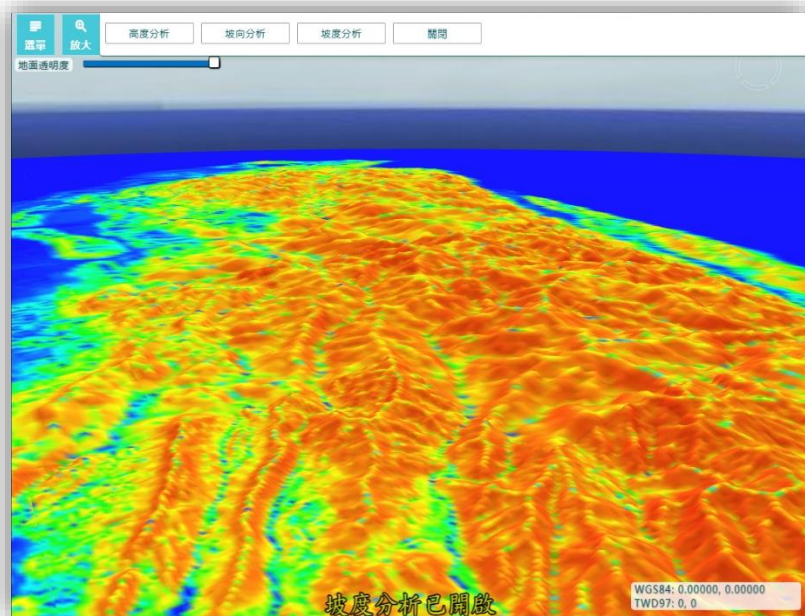 選單
放大
高度分析
坡向分析
坡度分析
關閉
地面透明度
坡度分析已開啟
WGS84: 0.00000, 0.00000
TWD97: 0, 0